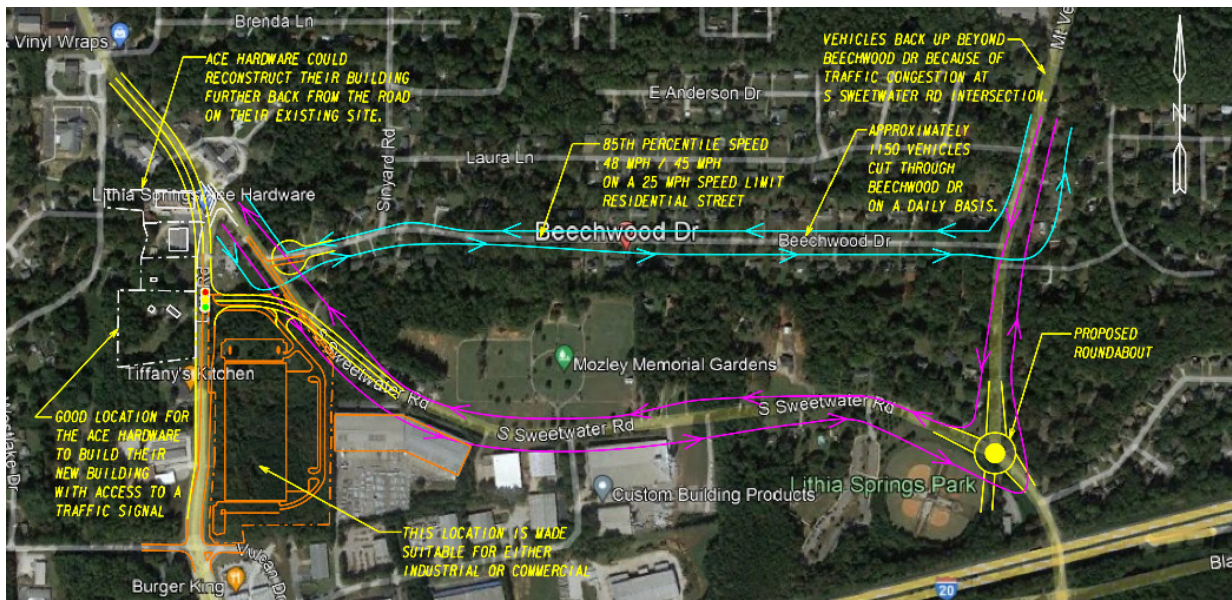 Brenda Ln
Vinyl Wraps
ACE HARDWARE COULD
RECONSTRUCT THEIR BUILDING
FURTHER BACK FROM THE ROAD
ON THEIR EXISTING SITE.
VEHICLES BACK UP BEYOND
BEECHWOOD DR BECAUSE OF
TRAFFIC CONGESTION AT
S SWEETWATER RD INTERSECTION.
Mt Ve
N
E Anderson Dr
Laura Ln
Sinyard Rd
85TH PERCENTILE SPEED
48 MPH / 45 MPH
ON A 25 MPH SPEED LIMIT
RESIDENTIAL STREET
APPROXIMATELY
1150 VEHICLES
CUT THROUGH
BEECHWOOD DR
ON A DAILY BASIS.
Lithia Springs Ace Hardware
Beechwood Dr
Beechwood Dr
Rd
S Sweetwater Rd
Mozley Memorial Gardens
PROPOSED
ROUNDABOUT
Tiffany's Kitchen
S Sweetwater Rd
S Sweetwater Rd
GOOD LOCATION FOR
THE ACE HARDWARE
TO BUILD THEIR
NEW BUILDING
WITH ACCESS TO A
TRAFFIC SIGNAL
Lithia Springs Park
Custom Building Products
THIS LOCATION IS MADE
SUITABLE FOR EITHER
INDUSTRIAL OR COMMERCIAL
Vulcan Dr
Burger King
20
Bla